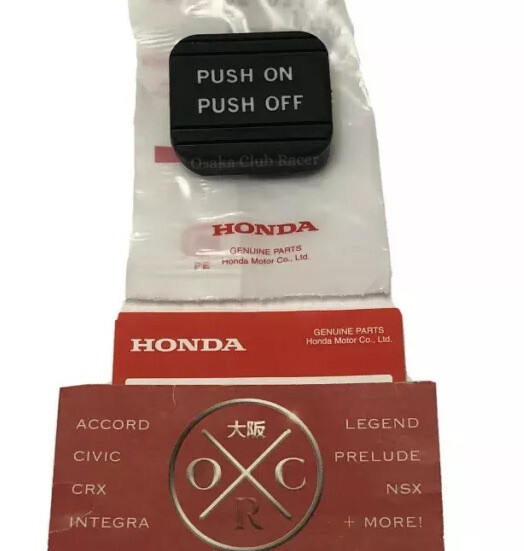 PUSH ON
PUSH OFF
Osaka Club Racer
HONDA
GENUINE PARTS
Honda Motor Co., Ltd.
PE
HONDA
GENUINE PARTS
Honda Motor Co., Ltd.
ACCORD
CIVIC
CRX
INTEGRA
大阪
O C
R
LEGEND
PRELUDE
NSX
+ MORE!